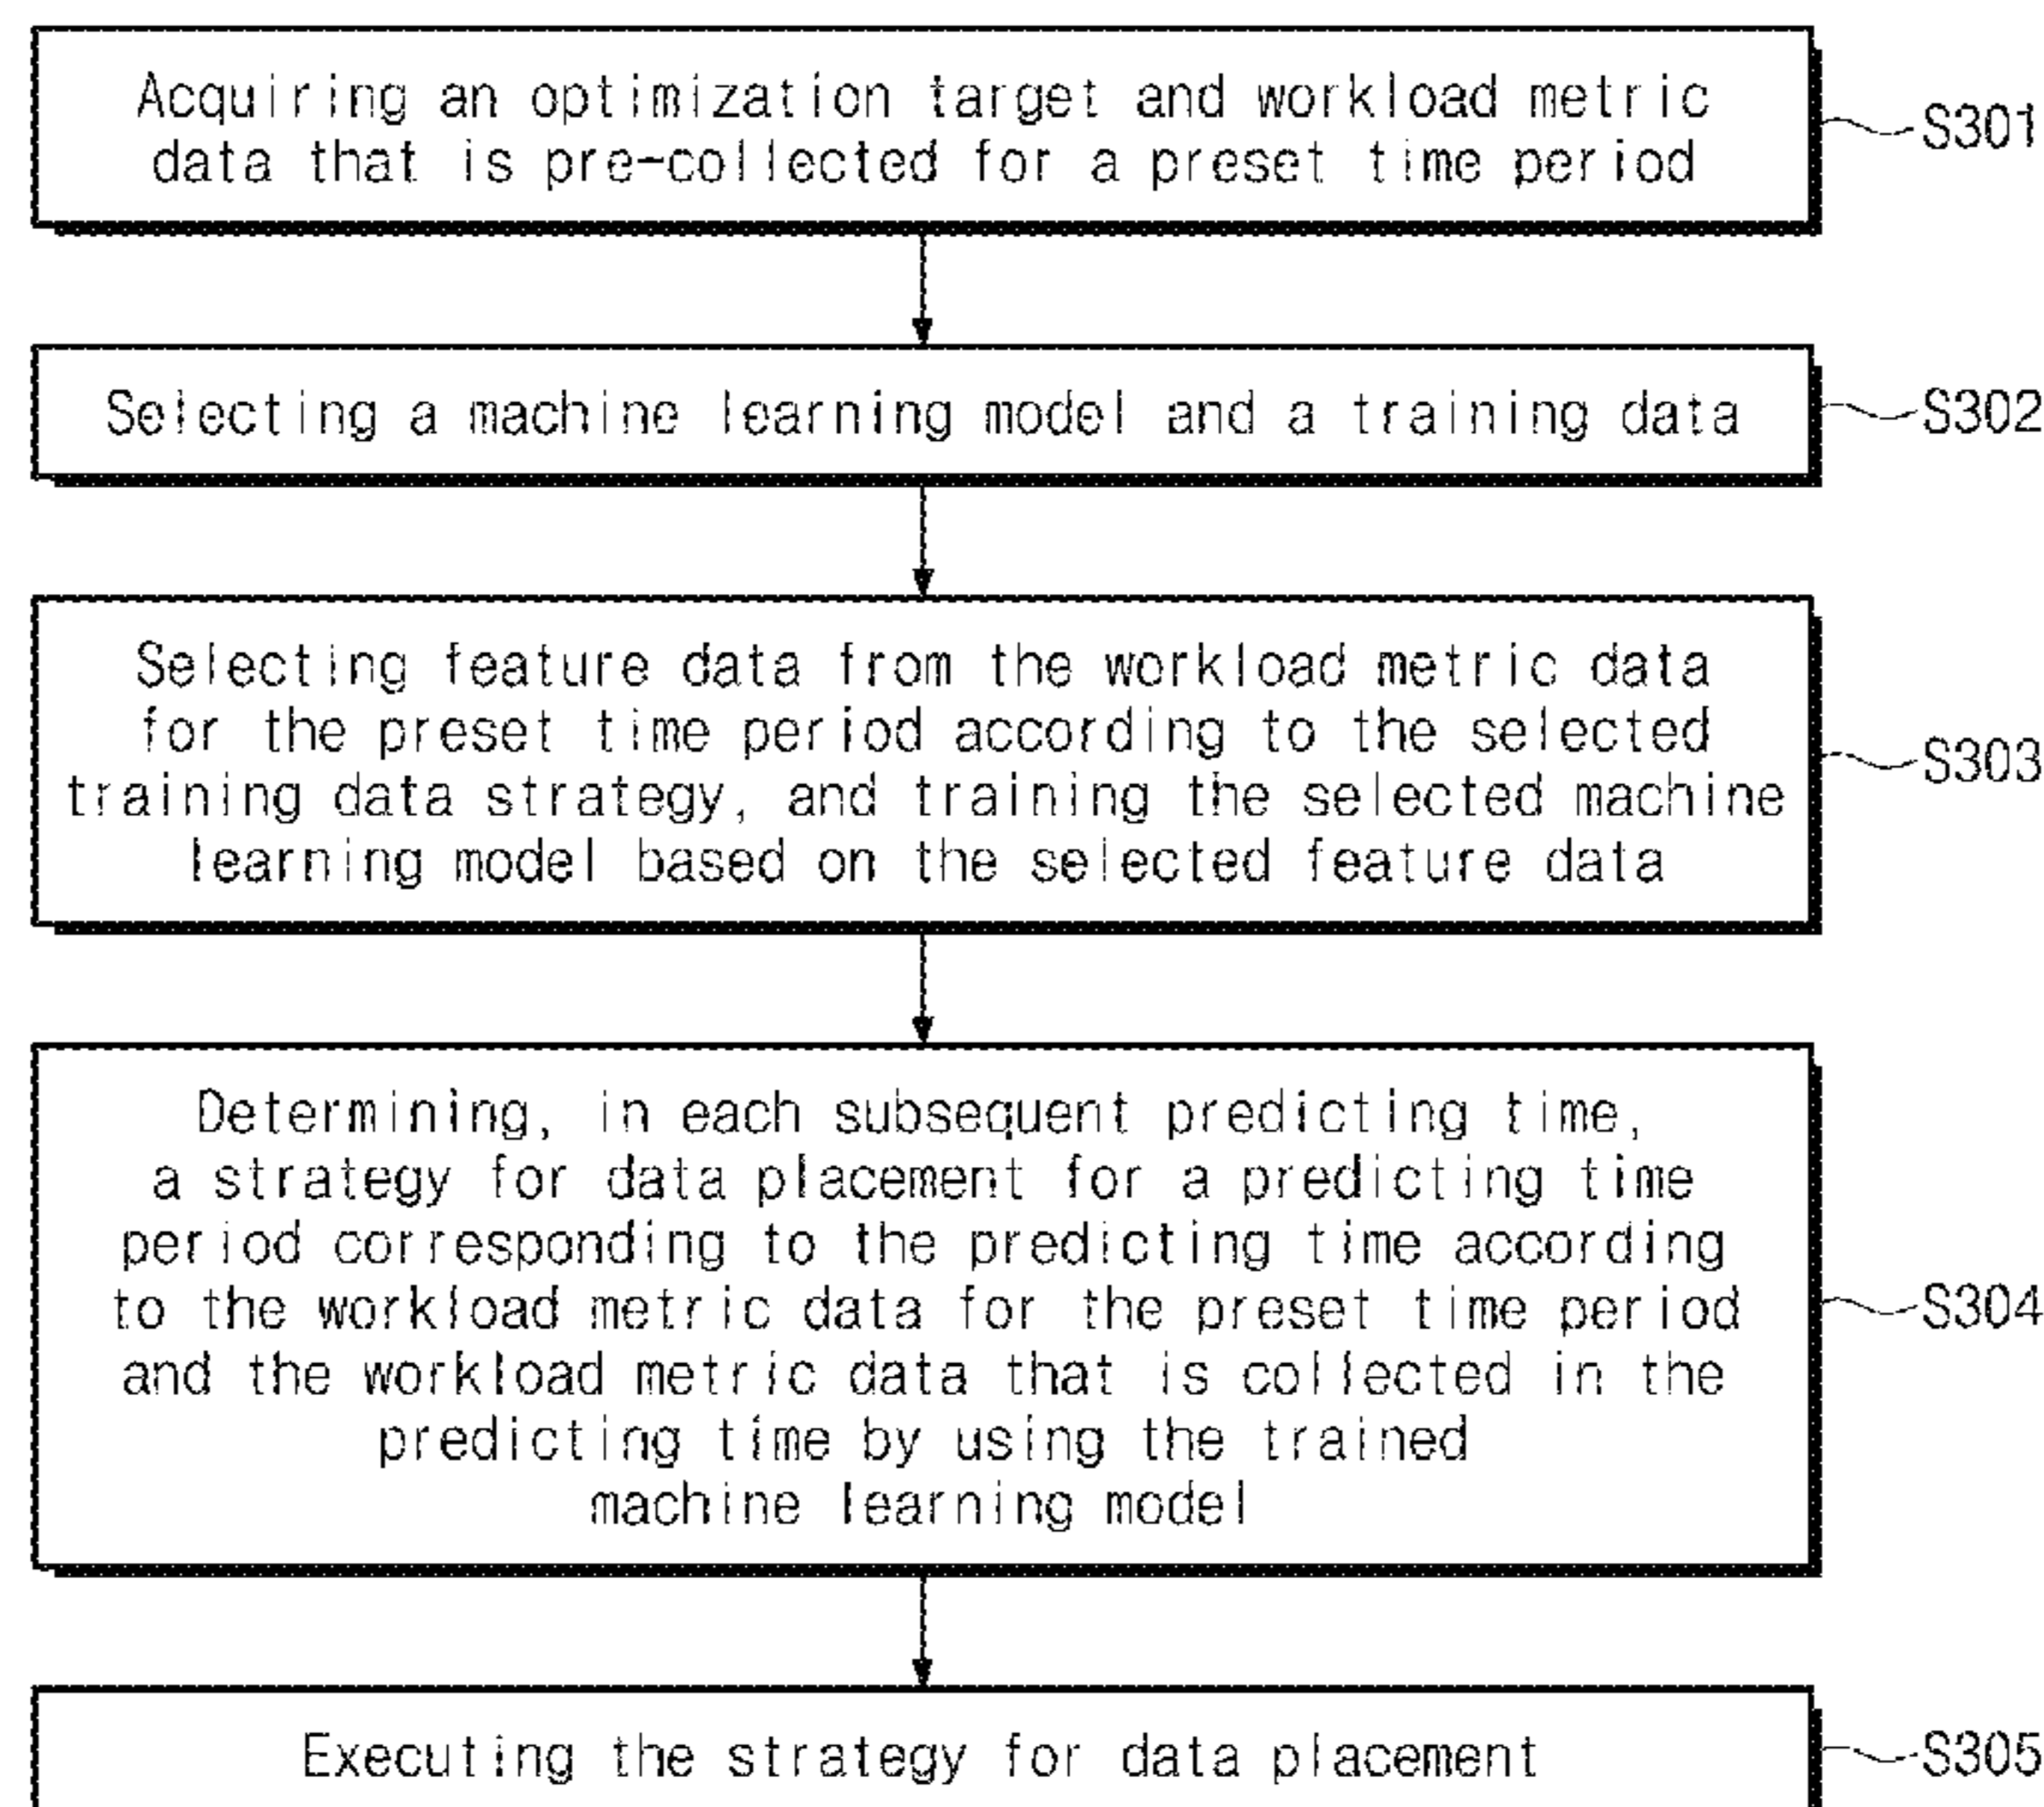 Acquiring an optimization target and workload metric
data that is pre-collected for a preset time period
S301
Selecting a machine learning model and a training data
S302
Selecting feature data from the workload metric data
for the preset time period according to the selected
training data strategy, and training the selected machine
learning model based on the selected feature data
S303
Determining, in each subsequent predicting time,
a strategy for data placement for a predicting time
period corresponding to the predicting time according
to the workload metric data for the preset time period
and the workload metric data that is collected in the
predicting time by using the trained
machine learning model
S304
Executing the strategy for data placement
S305